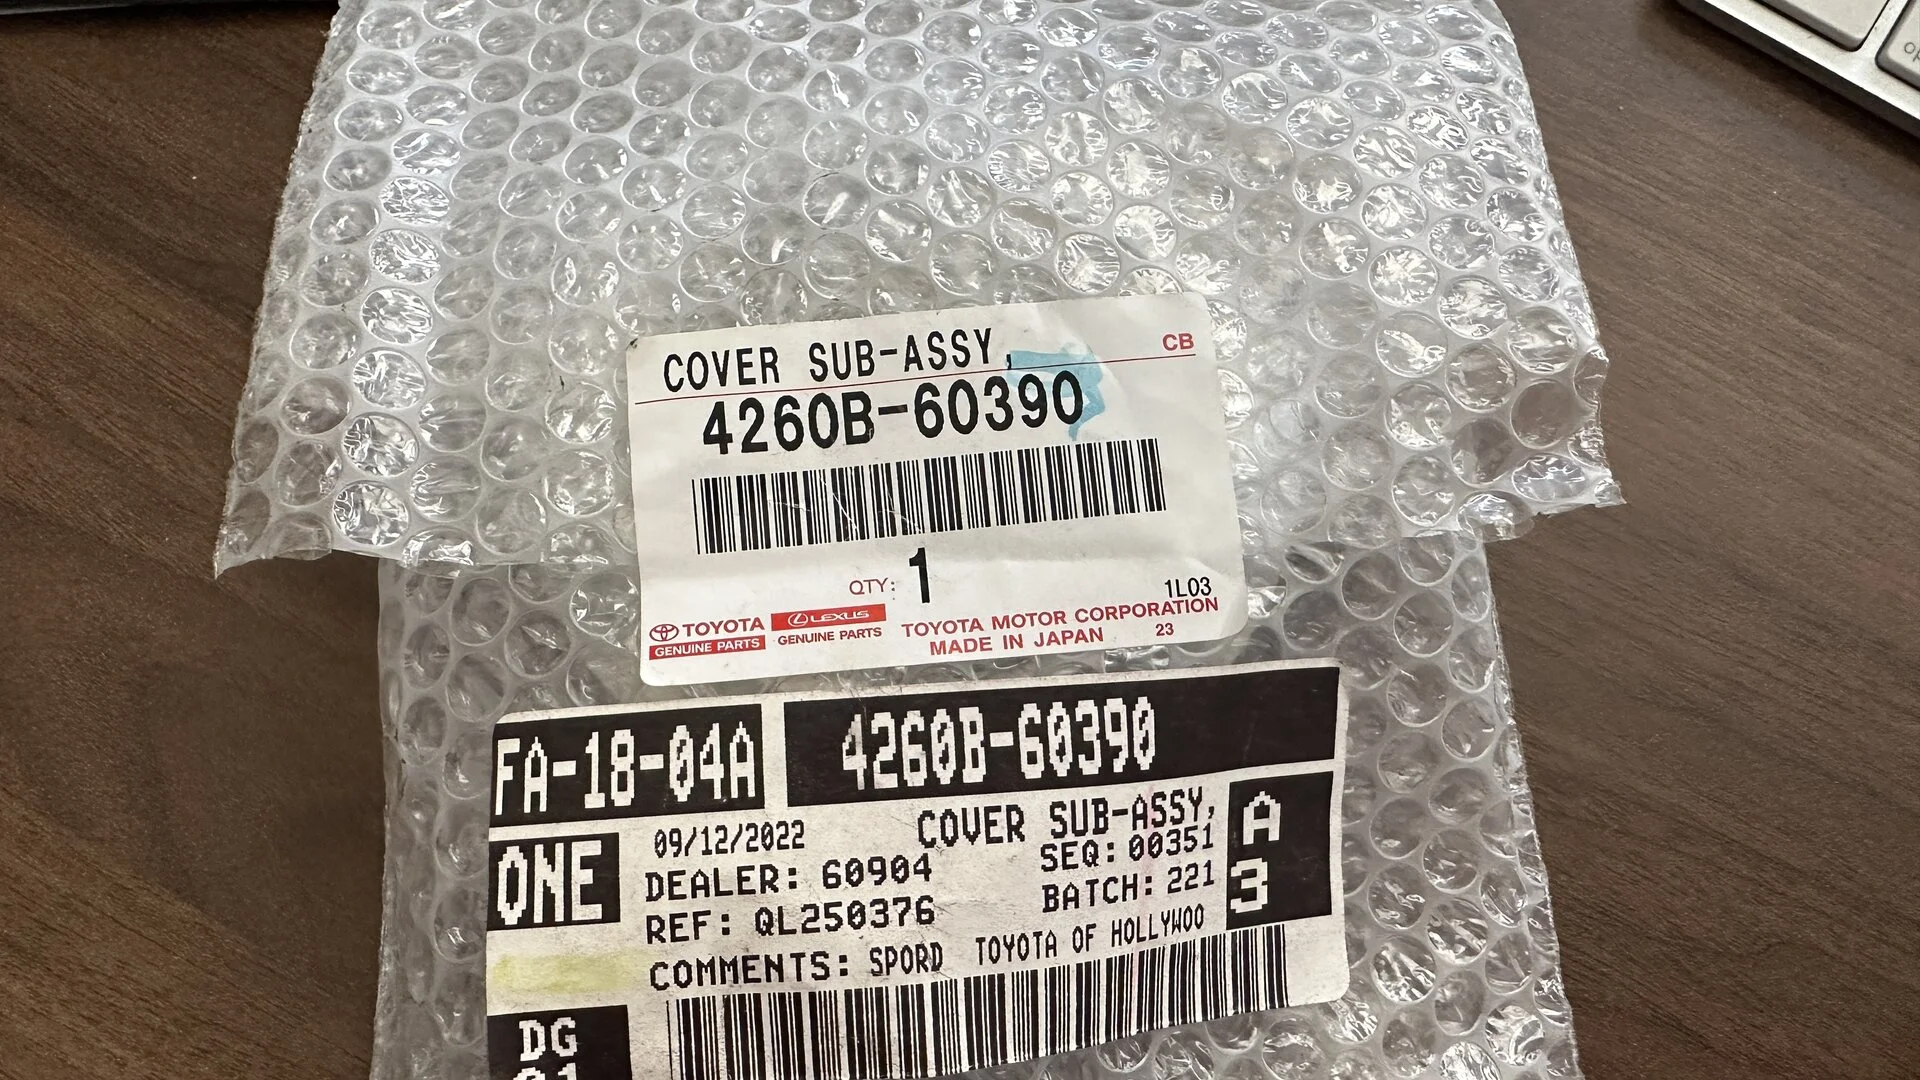 COVER SUB-ASSY,
CB
4260B-60390
QTY: 1
1L03
TOYOTA
GENUINE PARTS
LEXUS
GENUINE PARTS
TOYOTA MOTOR CORPORATION
MADE IN JAPAN 23
FA-18-04A 4260B-60390
ONE
09/12/2022
COVER SUB-ASSY,
DEALER: 60904
SEQ: 00351
REF: QL250376
BATCH: 221
A
3
COMMENTS: SPORD TOYOTA OF HOLLYWOO
DG